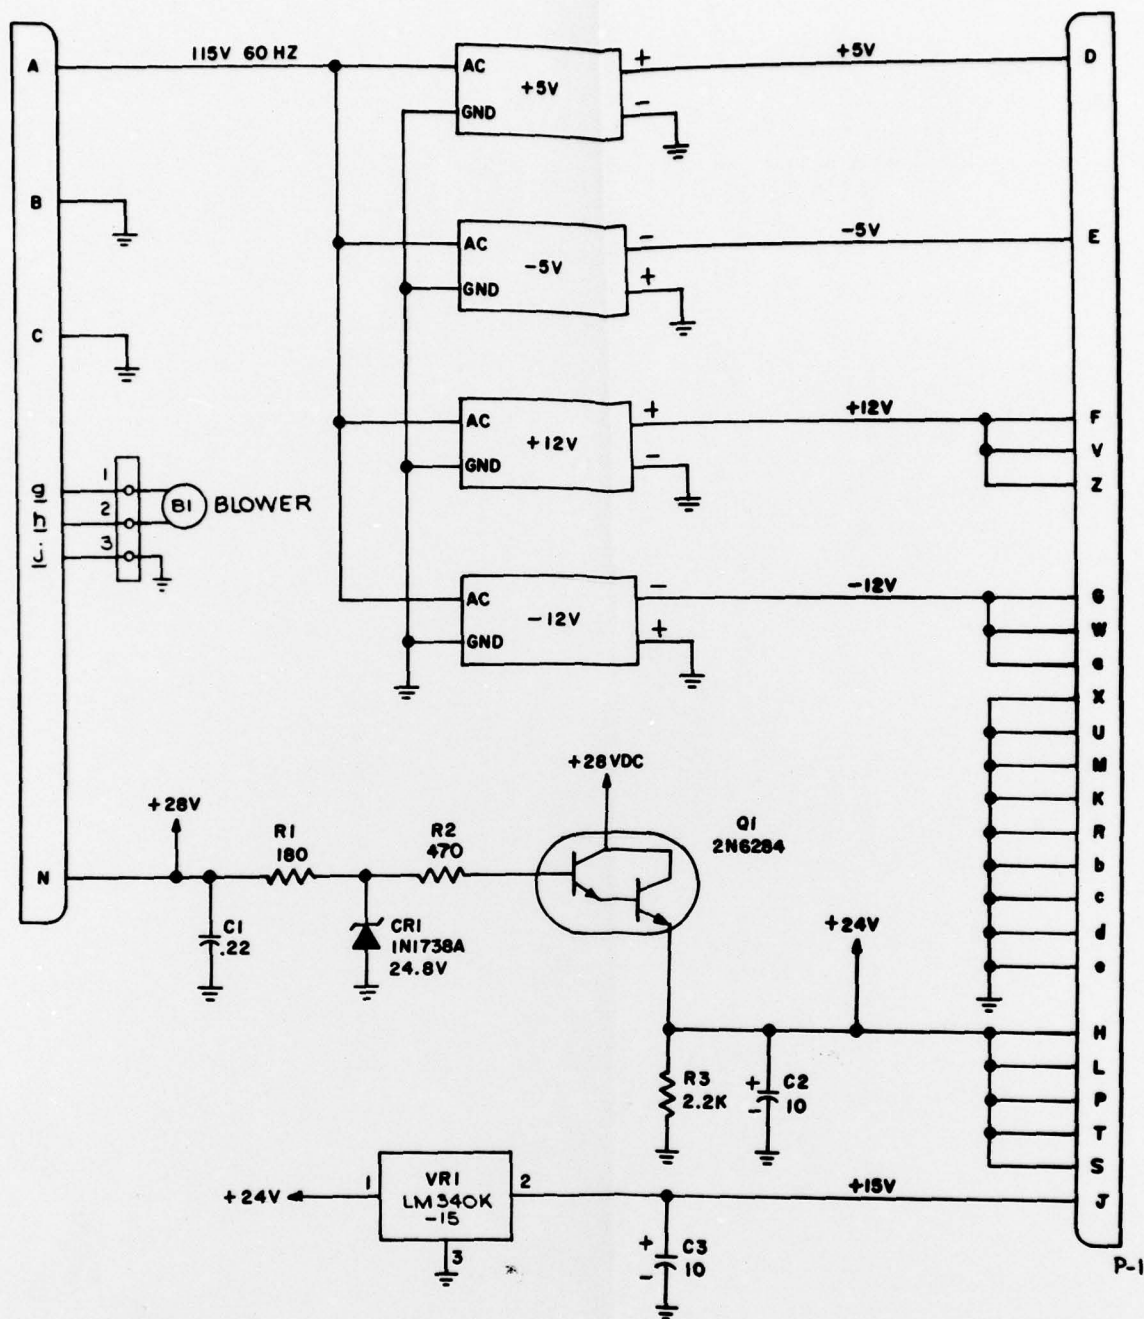 A
115V 60 HZ
AC
+5V
GND
+
-
+5V
D
B
AC
-5V
GND
-
+
-5V
E
C
AC
+12V
GND
+
-
+12V
F
V
Z
g
h
i
1
2
3
B1
BLOWER
AC
-12V
GND
-
+
-12V
G
W
a
X
U
M
K
R
b
c
d
e
N
+28V
C1
.22
R1
180
CR1
1N1738A
24.8V
R2
470
+28VDC
Q1
2N6284
+24V
R3
2.2K
+
-
C2
10
H
L
P
T
S
+24V
1
VR1
LM340K
-15
2
3
+15V
J
+
-
C3
10
P-1